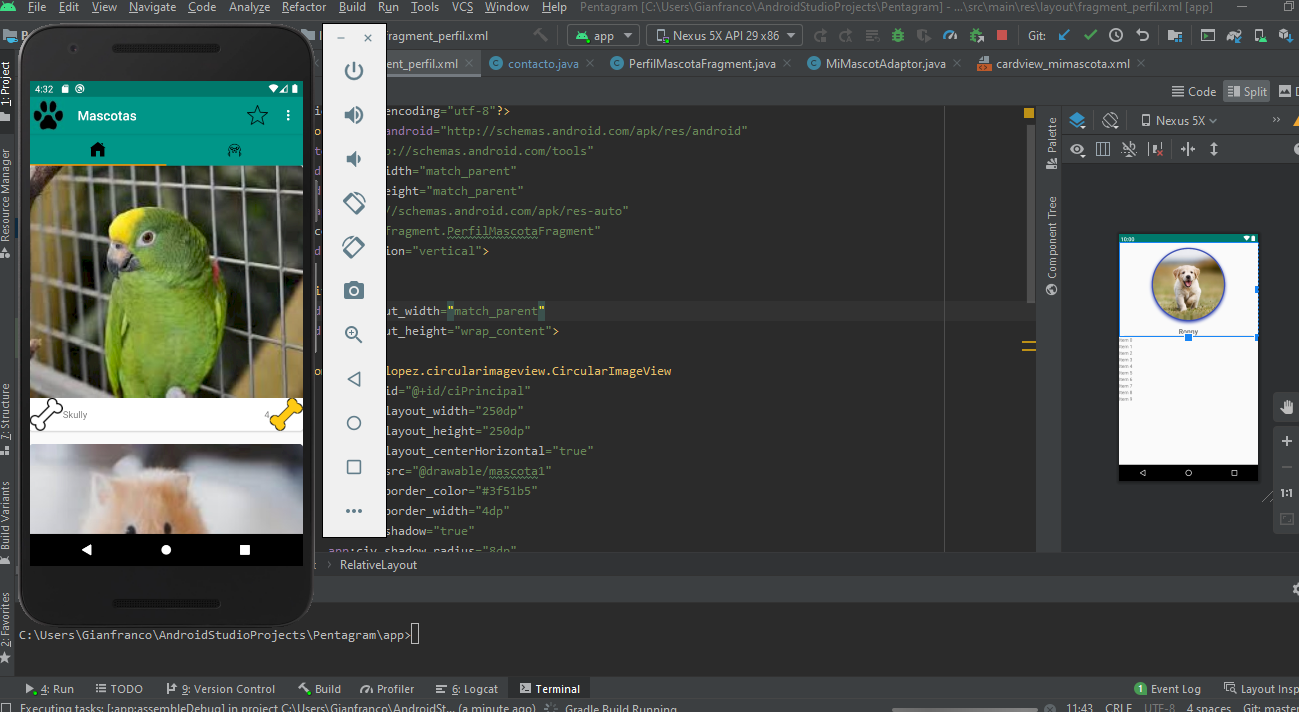 File Edit View Navigate Code Analyze Refactor Build Run Tools VCS Window Help Pentagram [C:\Users\Gianfranco\AndroidStudioProjects\Pentagram] - ...\src\main\res\layout\fragment_perfil.xml [app]
fragment_perfil.xml app Nexus 5X API 29 x86 Git:
ent_perfil.xml contacto.java PerfilMascotaFragment.java MiMascotAdaptor.java cardview_mimascota.xml
Code Split
Nexus 5X
1: Project
Resource Manager
7: Structure
Build Variants
2: Favorites
4:32
Mascotas
Skully 4
encoding="utf-8"?>
android="http://schemas.android.com/apk/res/android"
p://schemas.android.com/tools"
idth="match_parent"
eight="match_parent"
//schemas.android.com/apk/res-auto"
fragment.PerfilMascotaFragment"
ion="vertical">
ut_width="match_parent"
ut_height="wrap_content">
lopez.circularimageview.CircularImageView
id="@+id/ciPrincipal"
layout_width="250dp"
layout_height="250dp"
layout_centerHorizontal="true"
src="@drawable/mascota1"
border_color="#3f51b5"
border_width="4dp"
shadow="true"
app:civ_shadow_radius="8dp"
RelativeLayout
Palette
Component Tree
10:00
Ronny
Item 0
Item 1
Item 2
Item 3
Item 4
Item 5
Item 6
Item 7
Item 8
Item 9
1:1
C:\Users\Gianfranco\AndroidStudioProjects\Pentagram\app>
4: Run TODO 9: Version Control Build Profiler 6: Logcat Terminal 1 Event Log Layout Insp
Executing tasks: [:app:assembleDebug] in project C:\Users\Gianfranco\AndroidSt... (a minute ago) Gradle Build Running 11:43 CRLF UTF-8 4 spaces Git: master